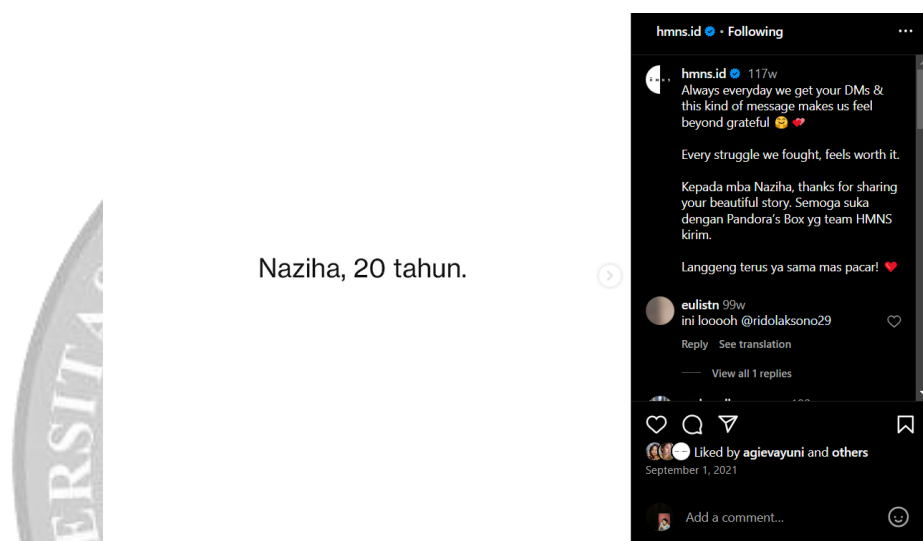 ERSITA
Naziha, 20 tahun.
hmns.id • Following
hmns.id 117w
Always everyday we get your DMs &
this kind of message makes us feel
beyond grateful 🤗 💕
Every struggle we fought, feels worth it.
Kepada mba Naziha, thanks for sharing
your beautiful story. Semoga suka
dengan Pandora's Box yg team HMNS
kirim.
Langgeng terus ya sama mas pacar! ❤️
eulistn 99w
ini looooh @ridolaksono29
Reply See translation
View all 1 replies
Liked by agievayuni and others
September 1, 2021
Add a comment...